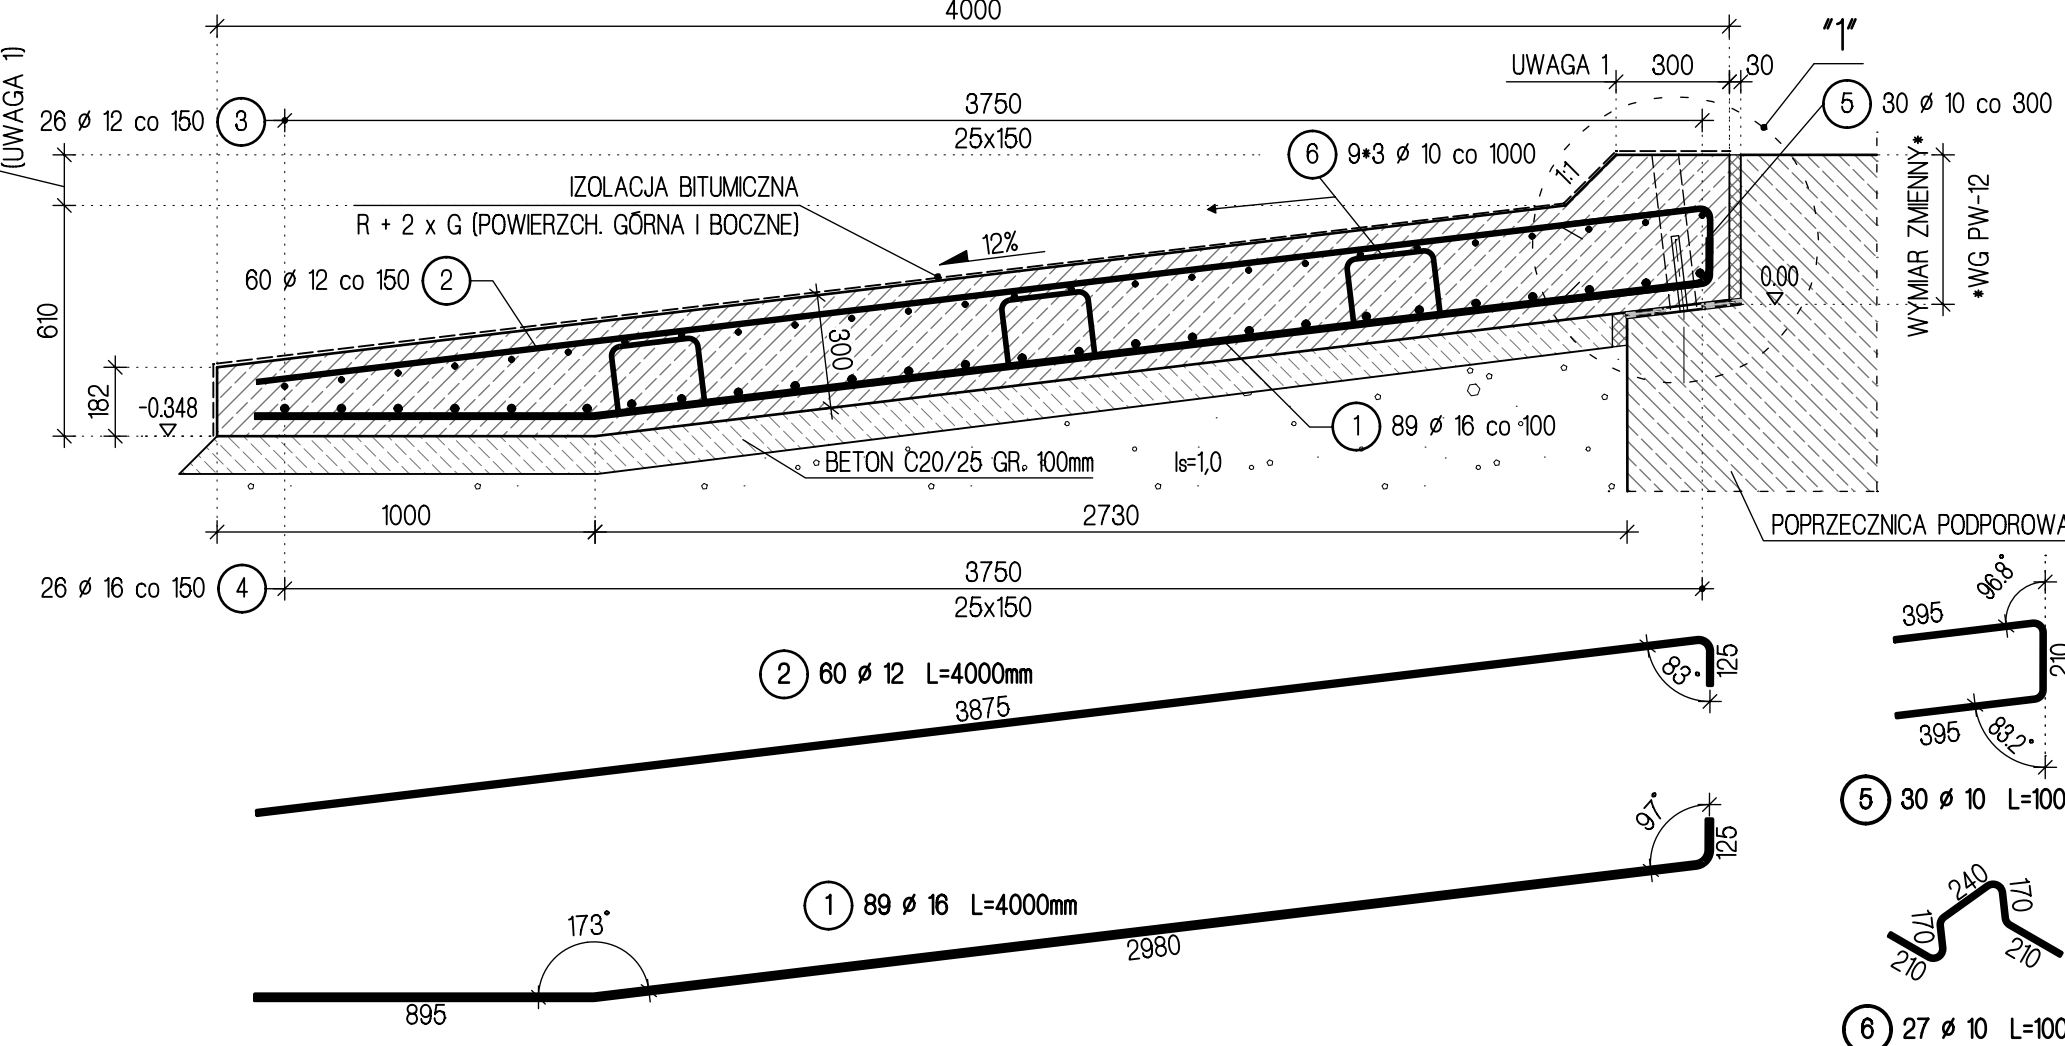 4000
"1"
(UWAGA 1)
UWAGA 1
300
30
26 ø 12 co 150
3
3750
25x150
5
30 ø 10 co 300
6
9*3 ø 10 co 1000
1:1
IZOLACJA BITUMICZNA
R + 2 x G (POWIERZCH. GÓRNA I BOCZNE)
12%
60 ø 12 co 150
2
WYMIAR ZMIENNY*
*WG PW-12
0.00
610
300
182
-0.348
1
89 ø 16 co 100
BETON C20/25 GR. 100mm
Is=1,0
1000
2730
POPRZECZNICA PODPOROWA
26 ø 16 co 150
4
3750
25x150
96.8°
395
210
395
83.2°
2
60 ø 12 L=4000mm
3875
83°
125
5
30 ø 10 L=100
97°
125
1
89 ø 16 L=4000mm
173°
2980
895
240
170
170
210
210
6
27 ø 10 L=100